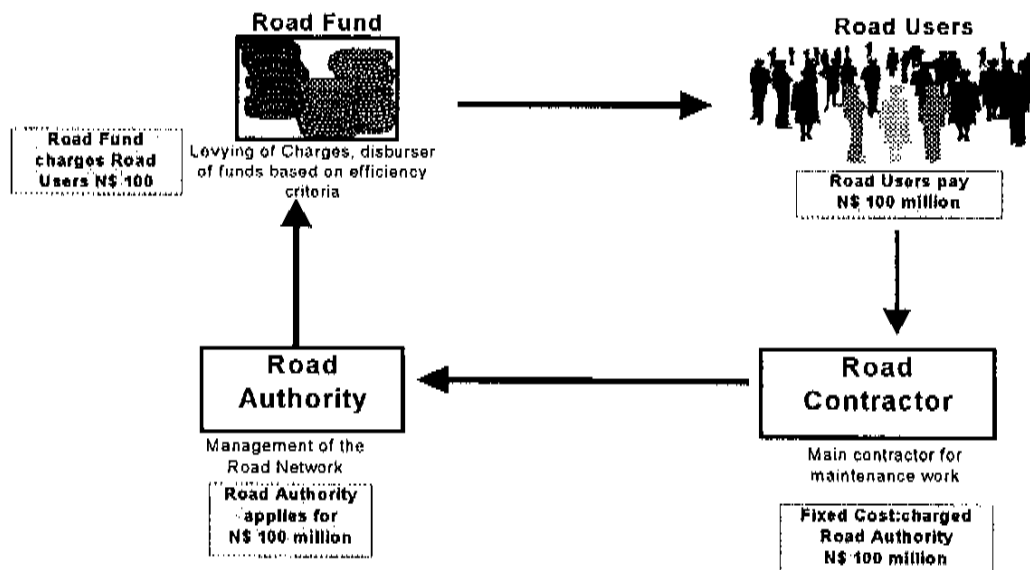 Road Fund
Road Users
Road Fund
charges Road
Users N$ 100
Levying of Charges, disburser
of funds based on efficiency
criteria
Road Users pay
N$ 100 million
Road
Authority
Road
Contractor
Management of the
Road Network
Main contractor for
maintenance work
Road Authority
applies for
N$ 100 million
Fixed Cost:charged
Road Authority
N$ 100 million